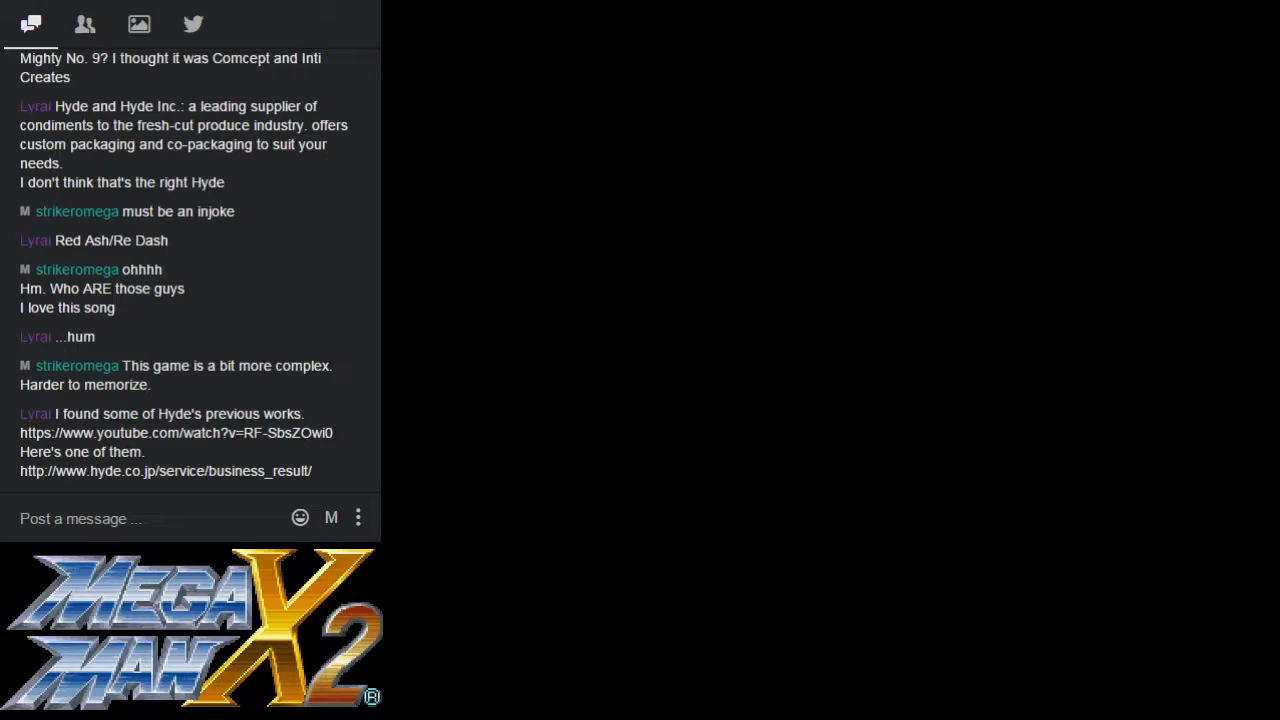 Mighty No. 9? I thought it was Comcept and Inti
Creates
Lyrai Hyde and Hyde Inc.: a leading supplier of
condiments to the fresh-cut produce industry. offers
custom packaging and co-packaging to suit your
needs.
I don't think that's the right Hyde
M strikeromega must be an injoke
Lyrai Red Ash/Re Dash
M strikeromega ohhhh
Hm. Who ARE those guys
I love this song
Lyrai ...hum
M strikeromega This game is a bit more complex.
Harder to memorize.
Lyrai I found some of Hyde's previous works.
https://www.youtube.com/watch?v=RF-SbsZOwi0
Here's one of them.
http://www.hyde.co.jp/service/business_result/
Post a message ... M
MEGA
MAN X2®